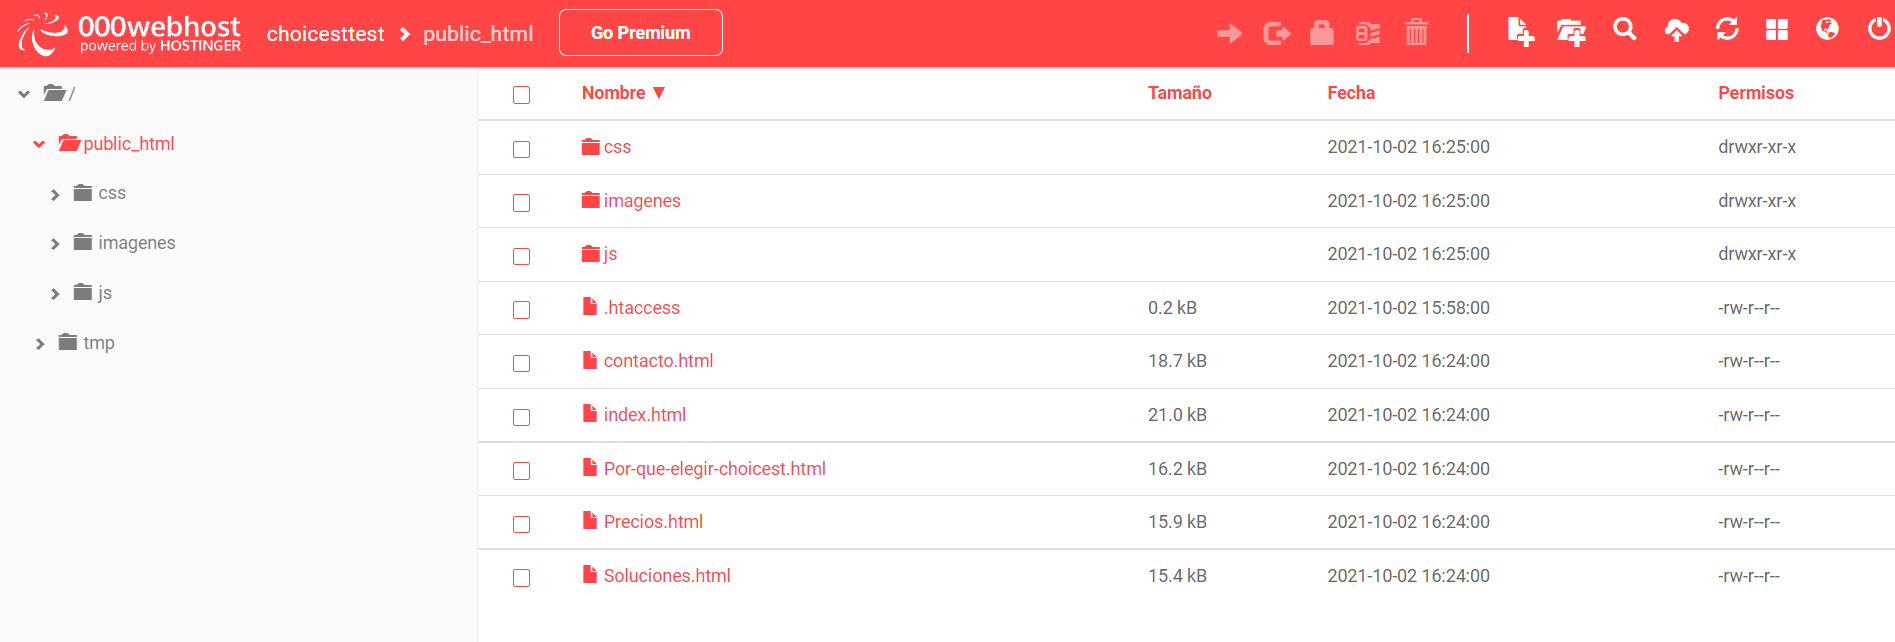 000webhost
powered by HOSTINGER
choicesttest > public_html
Go Premium
/
public_html
css
imagenes
js
tmp
Nombre ▼ Tamaño Fecha Permisos
css 2021-10-02 16:25:00 drwxr-xr-x
imagenes 2021-10-02 16:25:00 drwxr-xr-x
js 2021-10-02 16:25:00 drwxr-xr-x
.htaccess 0.2 kB 2021-10-02 15:58:00 -rw-r--r--
contacto.html 18.7 kB 2021-10-02 16:24:00 -rw-r--r--
index.html 21.0 kB 2021-10-02 16:24:00 -rw-r--r--
Por-que-elegir-choicest.html 16.2 kB 2021-10-02 16:24:00 -rw-r--r--
Precios.html 15.9 kB 2021-10-02 16:24:00 -rw-r--r--
Soluciones.html 15.4 kB 2021-10-02 16:24:00 -rw-r--r--